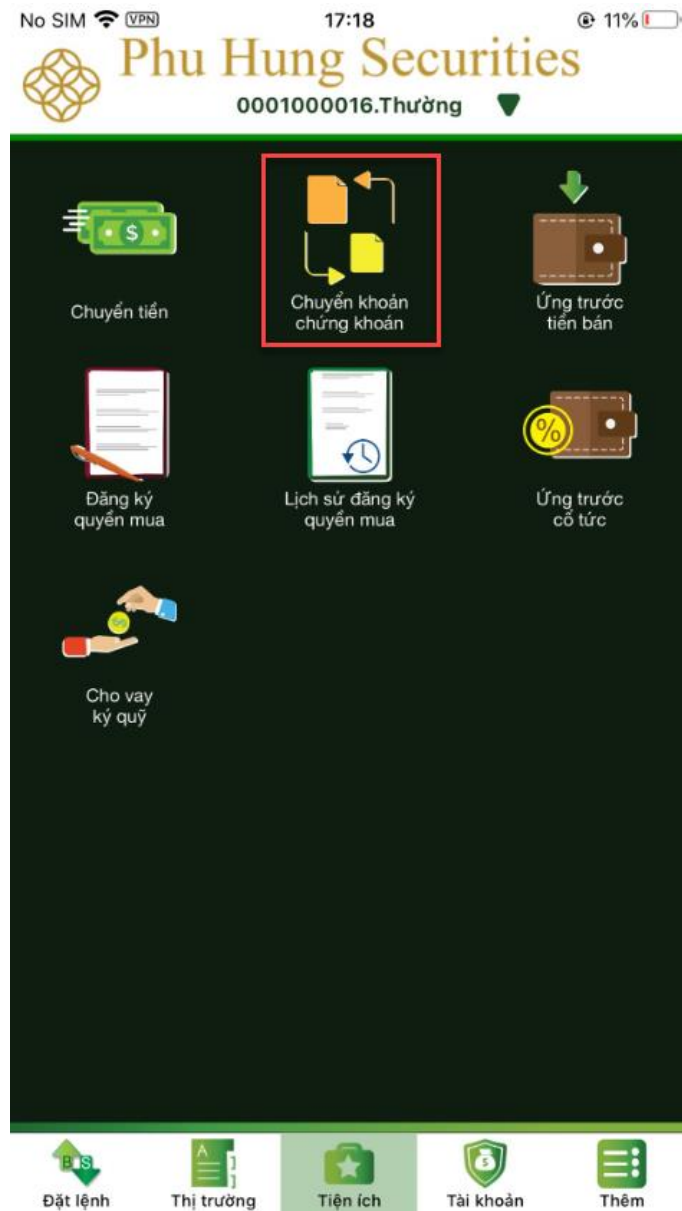 No SIM VPN 17:18 11%
Phu Hung Securities
0001000016.Thường
Chuyển tiền
Chuyển khoản
chứng khoán
Ứng trước
tiền bán
Đăng ký
quyền mua
Lịch sử đăng ký
quyền mua
Ứng trước
cổ tức
Cho vay
ký quỹ
Đặt lệnh
Thị trường
Tiện ích
Tài khoản
Thêm